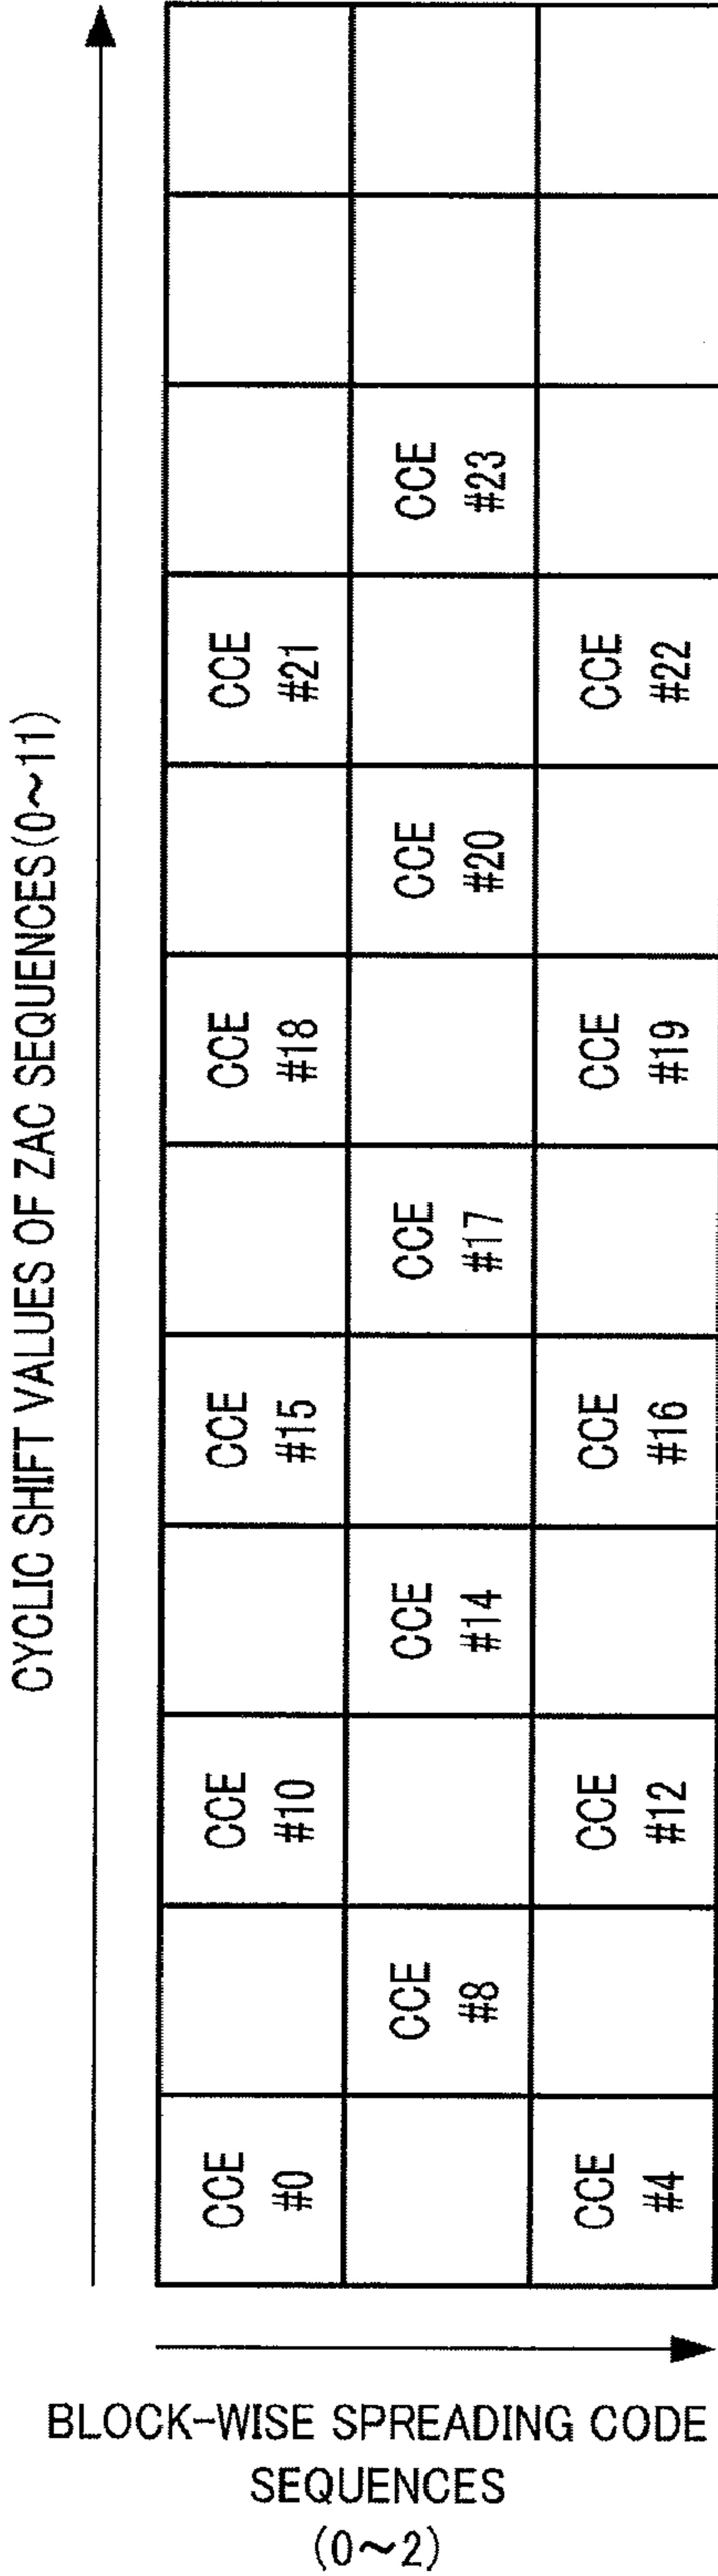 CYCLIC SHIFT VALUES OF ZAC SEQUENCES(0~11)
CCE
#23
CCE
#21
CCE
#22
CCE
#20
CCE
#18
CCE
#19
CCE
#17
CCE
#15
CCE
#16
CCE
#14
CCE
#10
CCE
#12
CCE
#8
CCE
#0
CCE
#4
BLOCK-WISE SPREADING CODE
SEQUENCES
(0~2)